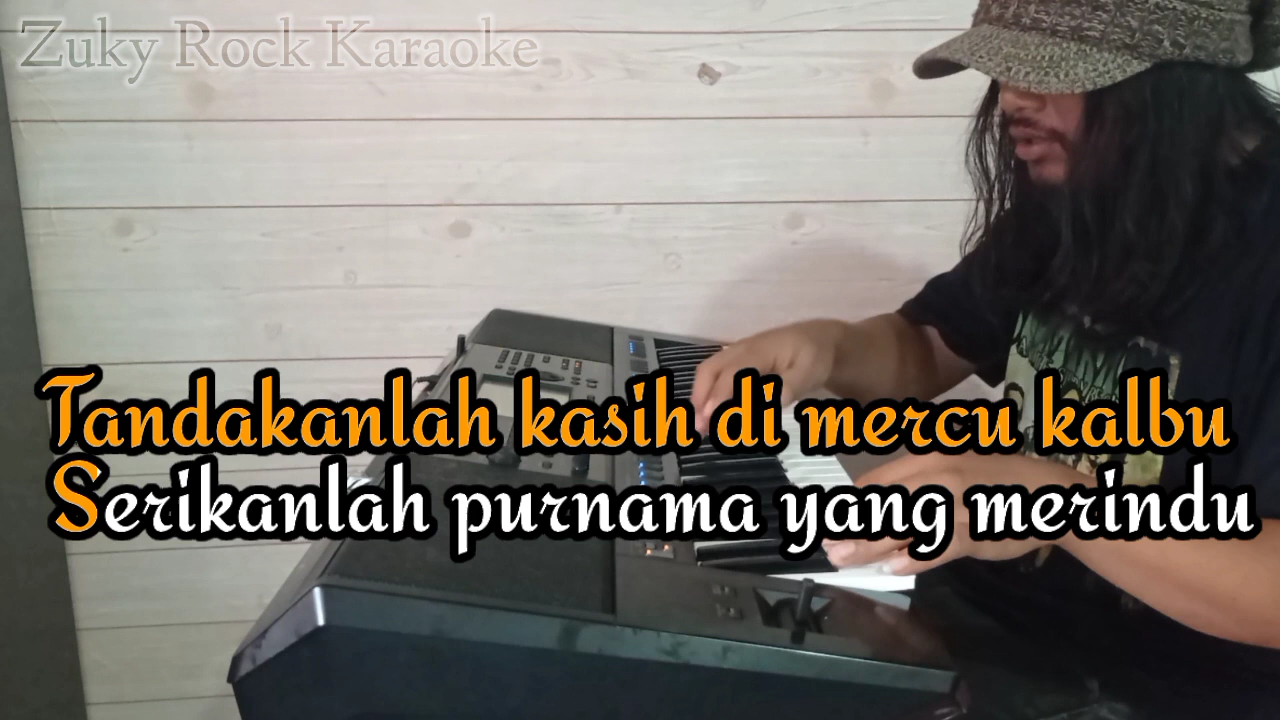 Zuky Rock Karaoke
Tandakanlah kasih di mercu kalbu
Serikanlah purnama yang merindu